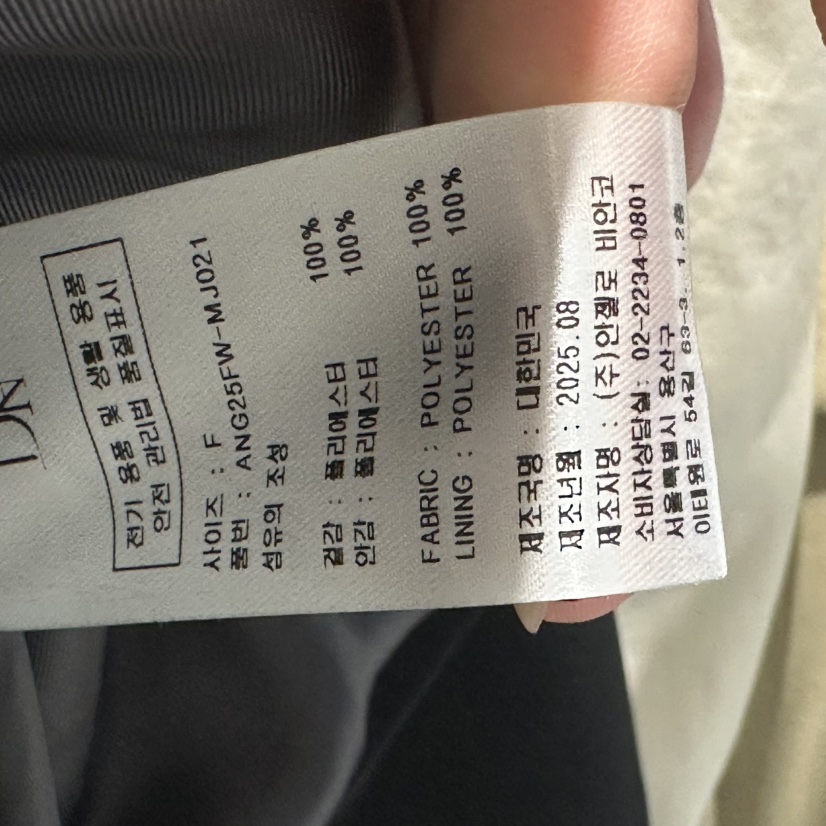 전기 용품 및 생활 용품
안전 관리법 품질표시
사이즈 : F
품번 : ANG25FW-MJ021
섬유의 조성
겉감 : 폴리에스터 100%
안감 : 폴리에스터 100%
FABRIC : POLYESTER 100%
LINING : POLYESTER 100%
제조국명 : 대한민국
제조년월 : 2025.08
제조자명 : (주)안젤로 비안코
소비자상담실: 02-2234-0801
서울특별시 용산구
이태원로 54길 63-3, 1,2층